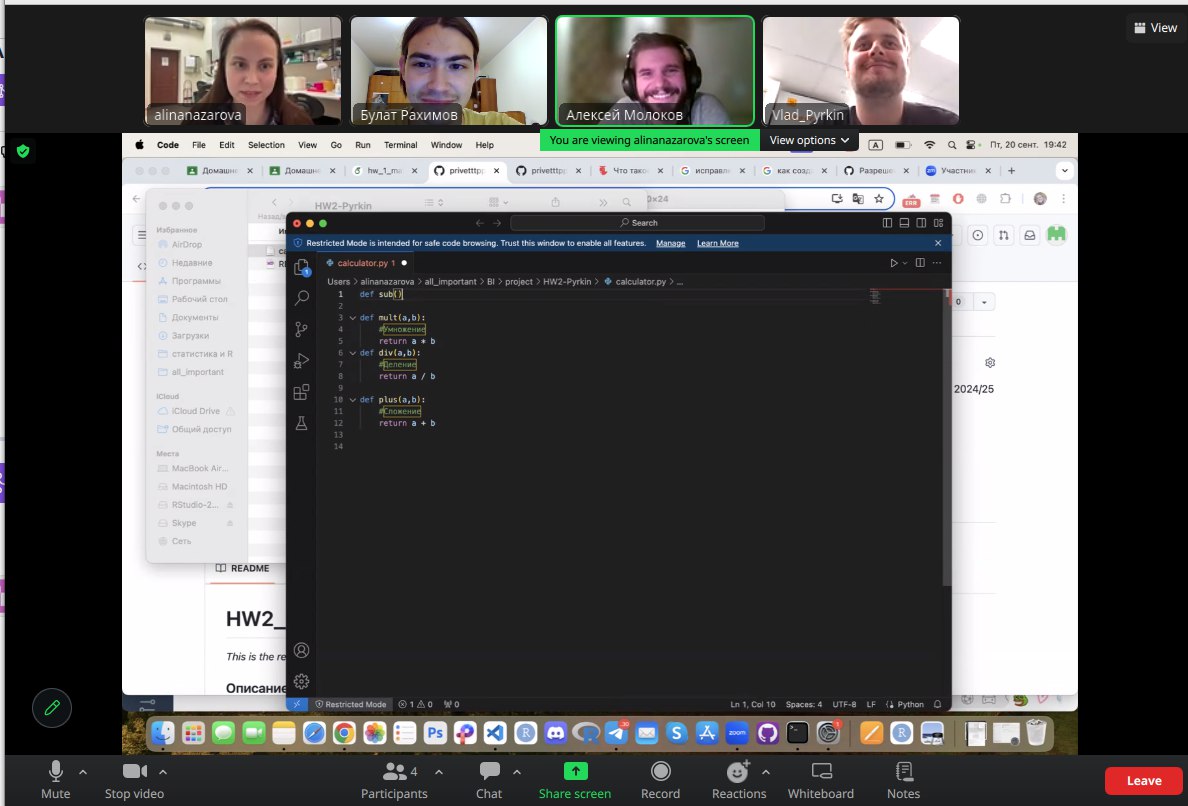 View
alinanazarova
Булат Рахимов
Алексей Молоков
Vlad_Pyrkin
You are viewing alinanazarova's screen
View options
Code File Edit Selection View Go Run Terminal Window Help
A
Пт, 20 сент. 19:42
Домашн
Домашн
hw_1_ma
privetttpp
privetttp
Что тако
исправл
как созд
Разреш
Участни
HW2-Pyrkin
0×24
ERR
Search
Назад/
Restricted Mode is intended for safe code browsing. Trust this window to enable all features. Manage Learn More
Избранное
AirDrop
Недавние
Программы
Рабочий стол
Документы
Загрузки
статистика и R
all_important
iCloud
iCloud Drive
Общий доступ
Места
MacBook Air...
Macintosh HD
RStudio-2...
Skype
Сеть
calculator.py 1
Users > alinanazarova > all_important > BI > project > HW2-Pyrkin > calculator.py > ...
1 def sub()
2
3 def mult(a,b):
4 #Умножение
5 return a * b
6 def div(a,b):
7 #Деление
8 return a / b
9
10 def plus(a,b):
11 #Сложение
12 return a + b
13
14
0
2024/25
README
HW2_
This is the re
Описание
Restricted Mode 1 0 0 Ln 1, Col 10 Spaces: 4 UTF-8 LF Python
Ps
zoom
Mute
Stop video
4
Participants
Chat
Share screen
Record
Reactions
Whiteboard
Notes
Leave